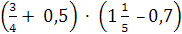 (3/4 + 0,5) · (1 1/5 – 0,7)